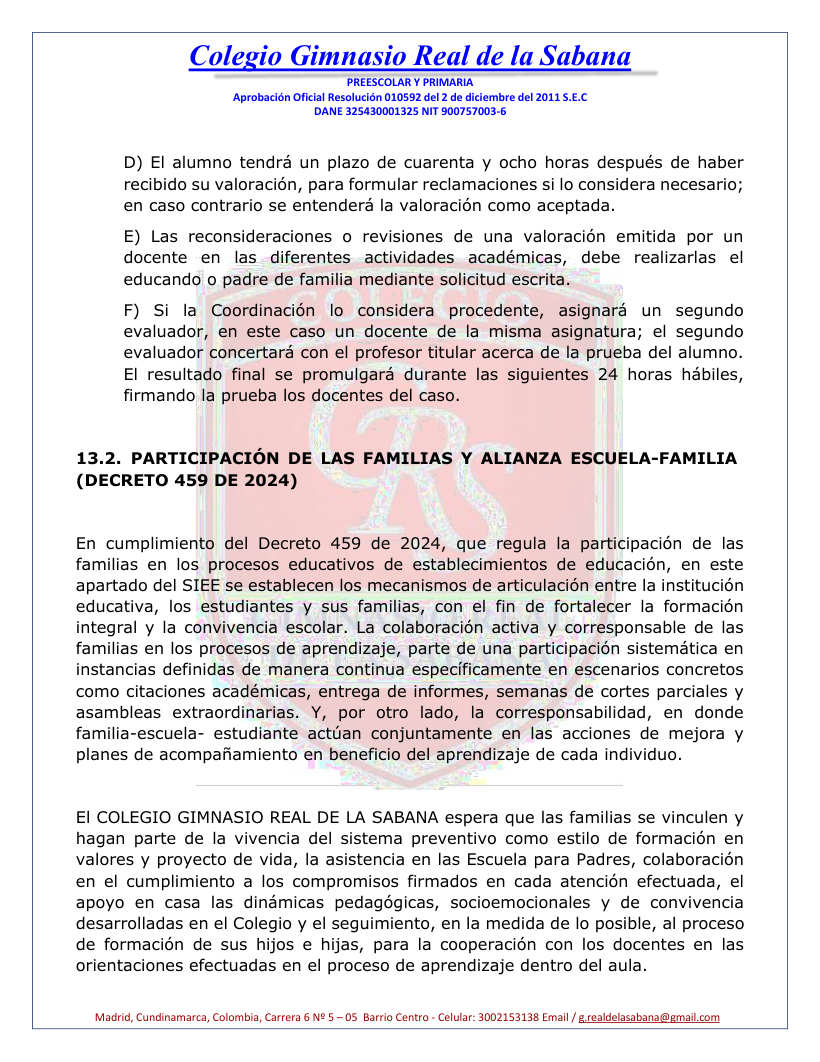 Colegio Gimnasio Real de la Sabana
PREESCOLAR Y PRIMARIA
Aprobación Oficial Resolución 010592 del 2 de diciembre del 2011 S.E.C
DANE 325430001325 NIT 900757003-6
D) El alumno tendrá un plazo de cuarenta y ocho horas después de haber
recibido su valoración, para formular reclamaciones si lo considera necesario;
en caso contrario se entenderá la valoración como aceptada.
E) Las reconsideraciones o revisiones de una valoración emitida por un
docente en las diferentes actividades académicas, debe realizarlas el
educando o padre de familia mediante solicitud escrita.
F) Si la Coordinación lo considera procedente, asignará un segundo
evaluador, en este caso un docente de la misma asignatura; el segundo
evaluador concertará con el profesor titular acerca de la prueba del alumno.
El resultado final se promulgará durante las siguientes 24 horas hábiles,
firmando la prueba los docentes del caso.
13.2. PARTICIPACIÓN DE LAS FAMILIAS Y ALIANZA ESCUELA-FAMILIA
(DECRETO 459 DE 2024)
En cumplimiento del Decreto 459 de 2024, que regula la participación de las
familias en los procesos educativos de establecimientos de educación, en este
apartado del SIEE se establecen los mecanismos de articulación entre la institución
educativa, los estudiantes y sus familias, con el fin de fortalecer la formación
integral y la convivencia escolar. La colaboración activa y corresponsable de las
familias en los procesos de aprendizaje, parte de una participación sistemática en
instancias definidas de manera continua específicamente en escenarios concretos
como citaciones académicas, entrega de informes, semanas de cortes parciales y
asambleas extraordinarias. Y, por otro lado, la corresponsabilidad, en donde
familia-escuela- estudiante actúan conjuntamente en las acciones de mejora y
planes de acompañamiento en beneficio del aprendizaje de cada individuo.
El COLEGIO GIMNASIO REAL DE LA SABANA espera que las familias se vinculen y
hagan parte de la vivencia del sistema preventivo como estilo de formación en
valores y proyecto de vida, la asistencia en las Escuela para Padres, colaboración
en el cumplimiento a los compromisos firmados en cada atención efectuada, el
apoyo en casa las dinámicas pedagógicas, socioemocionales y de convivencia
desarrolladas en el Colegio y el seguimiento, en la medida de lo posible, al proceso
de formación de sus hijos e hijas, para la cooperación con los docentes en las
orientaciones efectuadas en el proceso de aprendizaje dentro del aula.
COLEGIO
GRS
GIMNASIO REAL
DE LA SABANA
Madrid, Cundinamarca, Colombia, Carrera 6 Nº 5 – 05 Barrio Centro - Celular: 3002153138 Email / g.realdelasabana@gmail.com